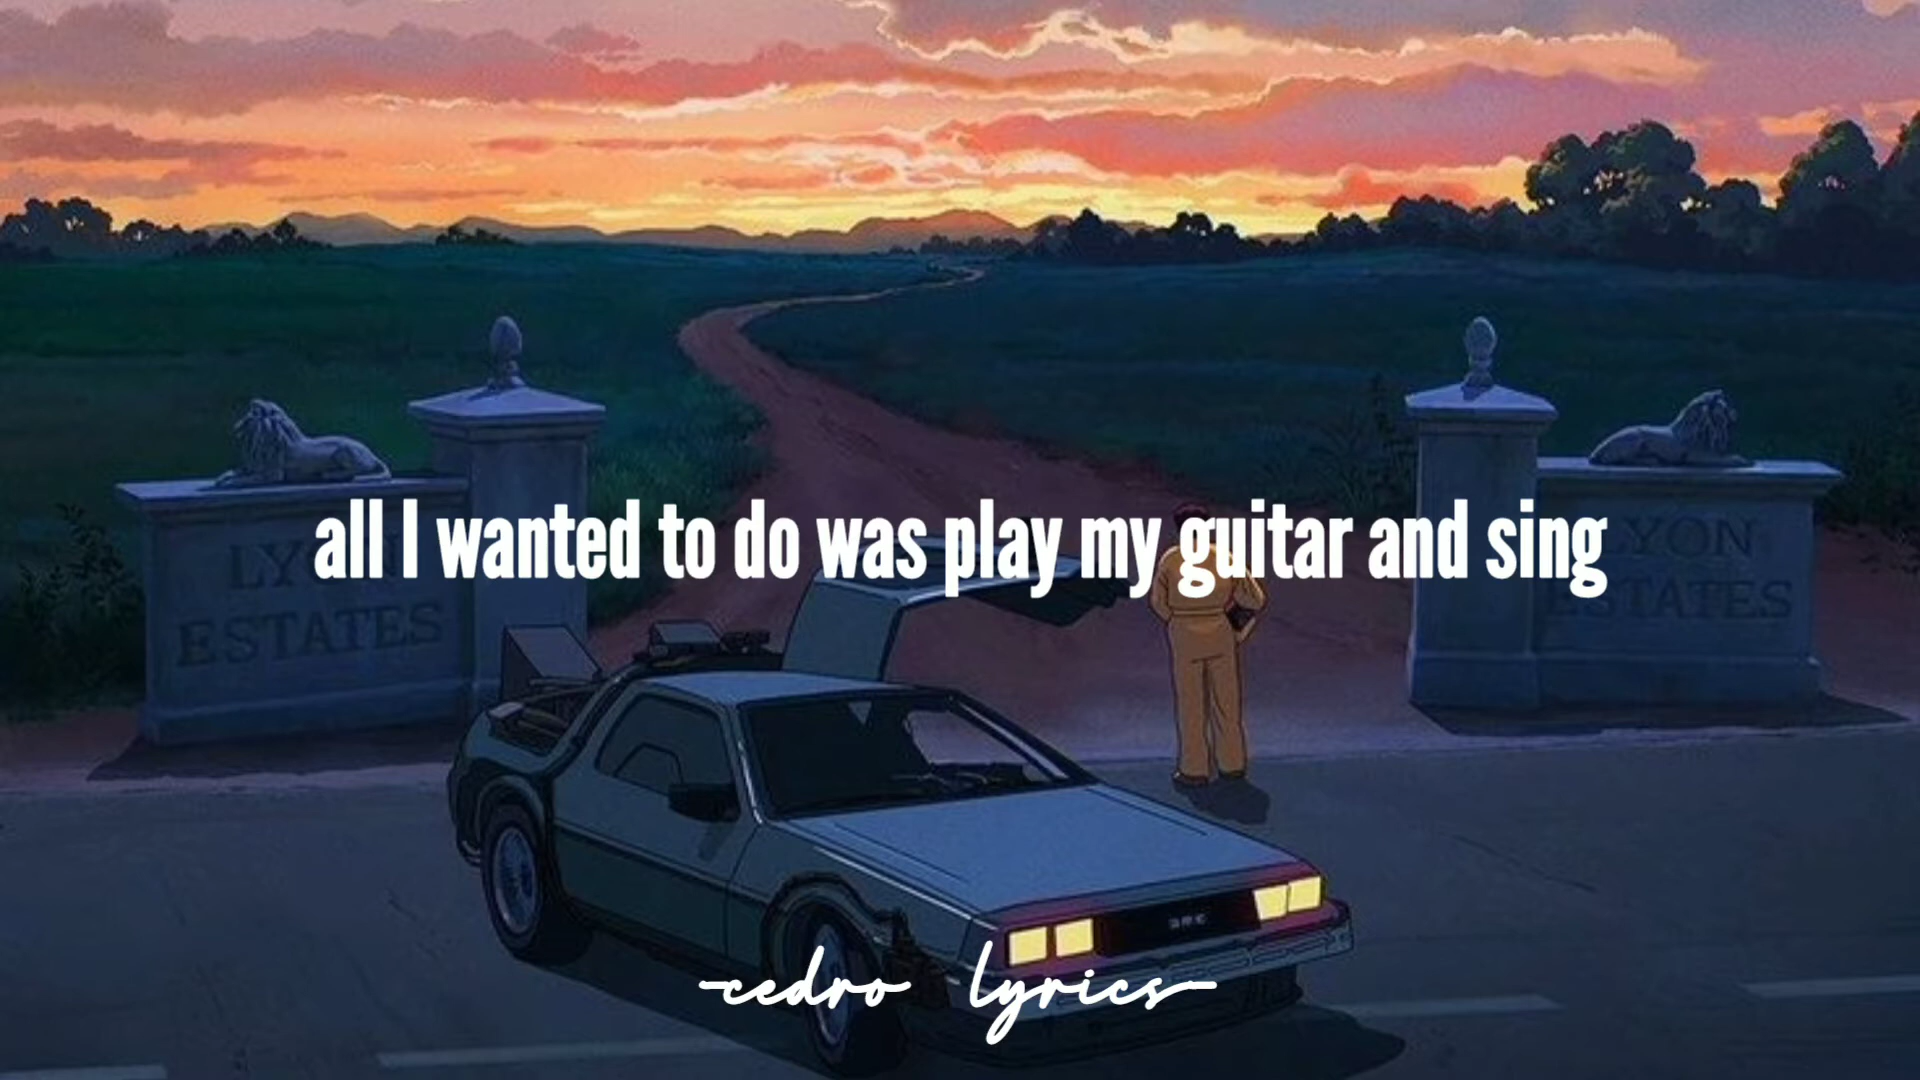 all I wanted to do was play my guitar and sing
LYON
ESTATES
LYON
ESTATES
cedro lyrics